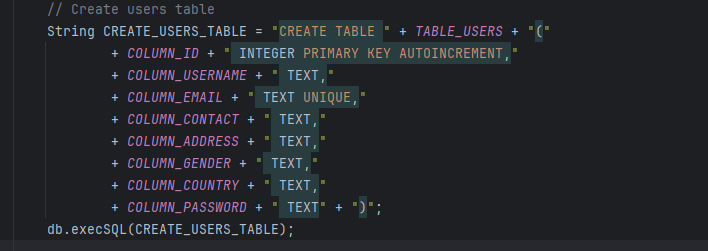 // Create users table
String CREATE_USERS_TABLE = "CREATE TABLE " + TABLE_USERS + "("
+ COLUMN_ID + " INTEGER PRIMARY KEY AUTOINCREMENT,"
+ COLUMN_USERNAME + " TEXT,"
+ COLUMN_EMAIL + " TEXT UNIQUE,"
+ COLUMN_CONTACT + " TEXT,"
+ COLUMN_ADDRESS + " TEXT,"
+ COLUMN_GENDER + " TEXT,"
+ COLUMN_COUNTRY + " TEXT,"
+ COLUMN_PASSWORD + " TEXT" + ")";
db.execSQL(CREATE_USERS_TABLE);